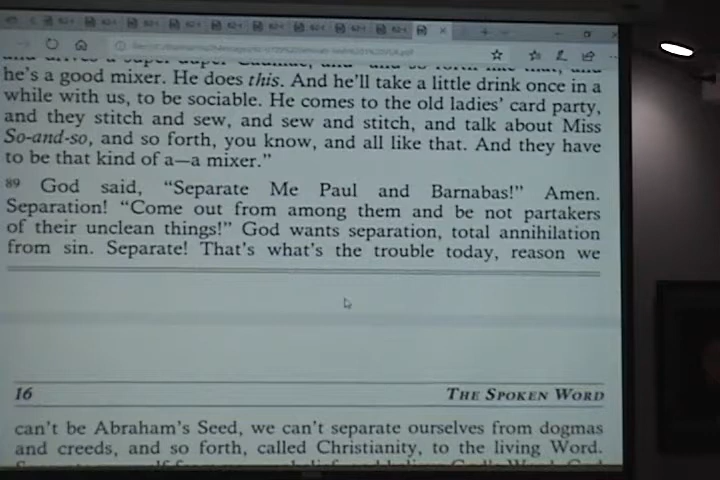 he's a good mixer. He does this. And he'll take a little drink once in a
while with us, to be sociable. He comes to the old ladies' card party,
and they stitch and sew, and sew and stitch, and talk about Miss
So-and-so, and so forth, you know, and all like that. And they have
to be that kind of a—a mixer."
89 God said, "Separate Me Paul and Barnabas!" Amen.
Separation! "Come out from among them and be not partakers
of their unclean things!" God wants separation, total annihilation
from sin. Separate! That's what's the trouble today, reason we
16 THE SPOKEN WORD
can't be Abraham's Seed, we can't separate ourselves from dogmas
and creeds, and so forth, called Christianity, to the living Word.